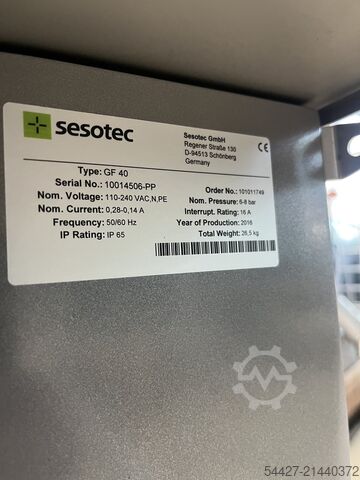 sesotec
Sesotec GmbH
Regener Straße 130
D-94513 Schönberg
Germany
CE
Type: GF 40
Serial No.: 10014506-PP
Order No.: 101011749
Nom. Voltage: 110-240 VAC,N,PE
Nom. Pressure: 6-8 bar
Nom. Current: 0,28-0,14 A
Interrupt. Rating: 16 A
Frequency: 50/60 Hz
Year of Production: 2016
IP Rating: IP 65
Total Weight: 26,5 kg
54427-21440372